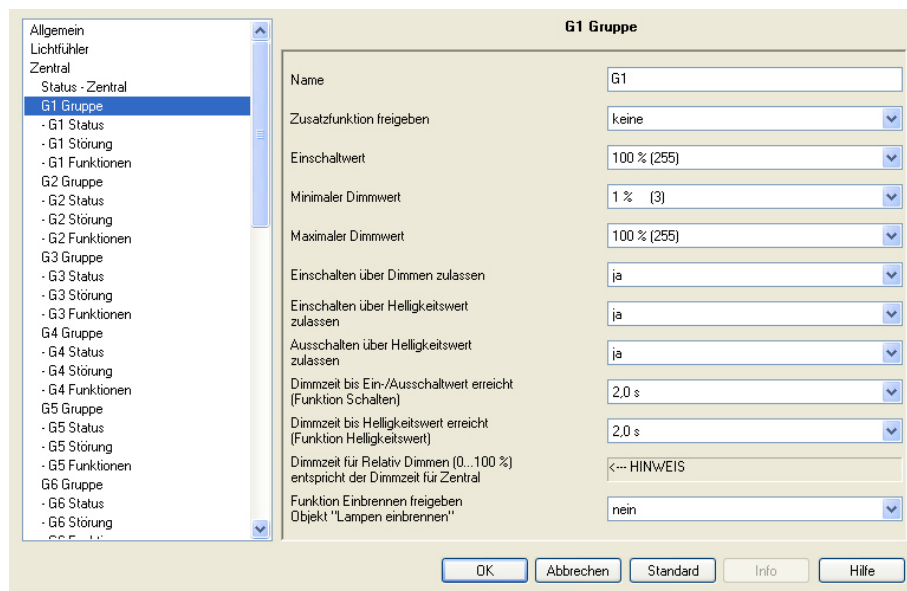 Allgemein
Lichtfühler
Zentral
Status - Zentral
G1 Gruppe
- G1 Status
- G1 Störung
- G1 Funktionen
G2 Gruppe
- G2 Status
- G2 Störung
- G2 Funktionen
G3 Gruppe
- G3 Status
- G3 Störung
- G3 Funktionen
G4 Gruppe
- G4 Status
- G4 Störung
- G4 Funktionen
G5 Gruppe
- G5 Status
- G5 Störung
- G5 Funktionen
G6 Gruppe
- G6 Status
- G6 Störung
G1 Gruppe
Name G1
Zusatzfunktion freigeben keine
Einschaltwert 100 % (255)
Minimaler Dimmwert 1 % (3)
Maximaler Dimmwert 100 % (255)
Einschalten über Dimmen zulassen ja
Einschalten über Helligkeitswert
zulassen ja
Ausschalten über Helligkeitswert
zulassen ja
Dimmzeit bis Ein-/Ausschaltwert erreicht
(Funktion Schalten) 2,0 s
Dimmzeit bis Helligkeitswert erreicht
(Funktion Helligkeitswert) 2,0 s
Dimmzeit für Relativ Dimmen (0...100 %)
entspricht der Dimmzeit für Zentral <--- HINWEIS
Funktion Einbrennen freigeben
Objekt "Lampen einbrennen" nein
OK Abbrechen Standard Info Hilfe